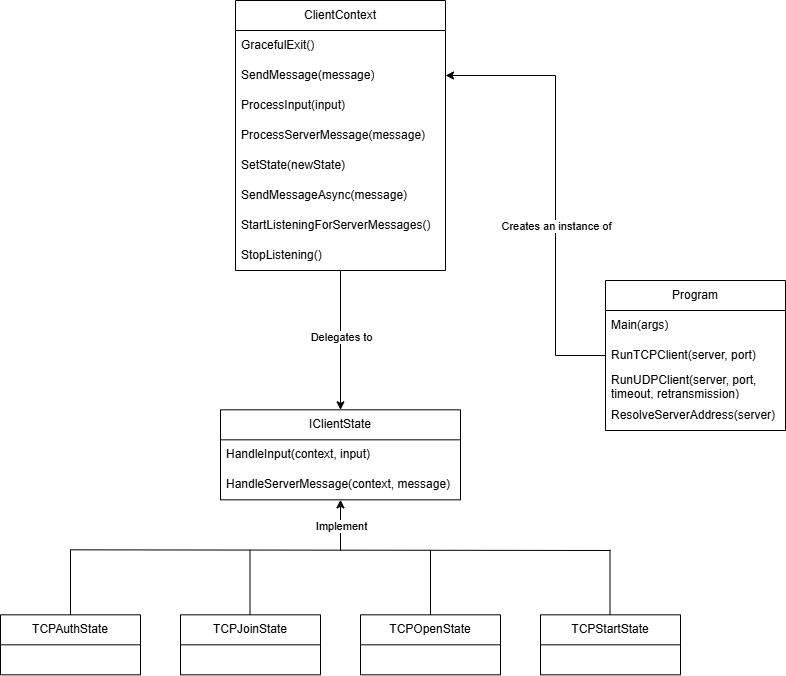 ClientContext
GracefulExit()
SendMessage(message)
ProcessInput(input)
ProcessServerMessage(message)
SetState(newState)
SendMessageAsync(message)
StartListeningForServerMessages()
StopListening()
Creates an instance of
Program
Main(args)
RunTCPClient(server, port)
RunUDPClient(server, port,
timeout, retransmission)
ResolveServerAddress(server)
Delegates to
IClientState
HandleInput(context, input)
HandleServerMessage(context, message)
Implement
TCPAuthState
TCPJoinState
TCPOpenState
TCPStartState